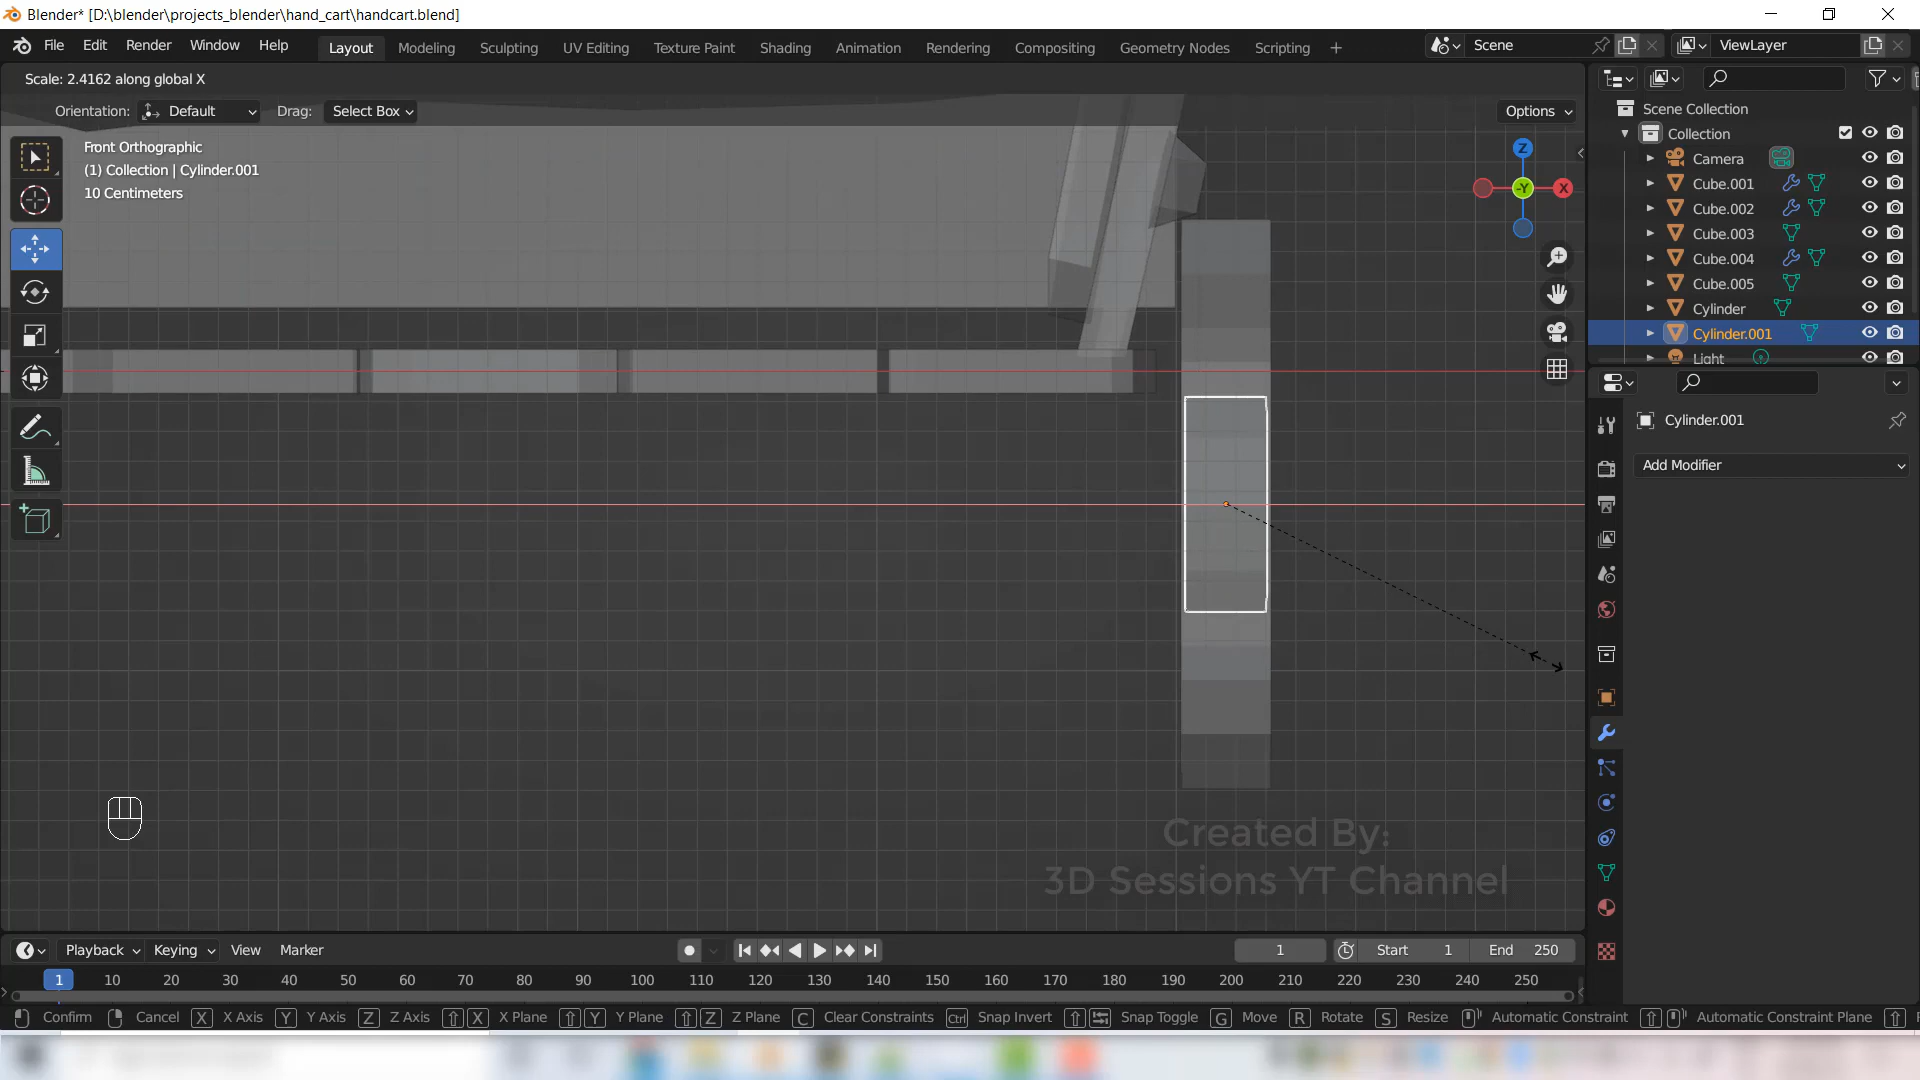 Blender* [D:\blender\projects_blender\hand_cart\handcart.blend]
File Edit Render Window Help Layout Modeling Sculpting UV Editing Texture Paint Shading Animation Rendering Compositing Geometry Nodes Scripting + Scene ViewLayer
Scale: 2.4162 along global X
Orientation: Default Drag: Select Box Options
Front Orthographic
(1) Collection | Cylinder.001
10 Centimeters
Z
-Y
X
Scene Collection
Collection
Camera
Cube.001
Cube.002
Cube.003
Cube.004
Cube.005
Cylinder
Cylinder.001
Light
Cylinder.001
Add Modifier
Created By:
3D Sessions YT Channel
Playback Keying View Marker 1 Start 1 End 250
1 10 20 30 40 50 60 70 80 90 100 110 120 130 140 150 160 170 180 190 200 210 220 230 240 250
Confirm Cancel X X Axis Y Y Axis Z Z Axis X X Plane Y Y Plane Z Z Plane C Clear Constraints Ctrl Snap Invert Snap Toggle G Move R Rotate S Resize Automatic Constraint Automatic Constraint Plane